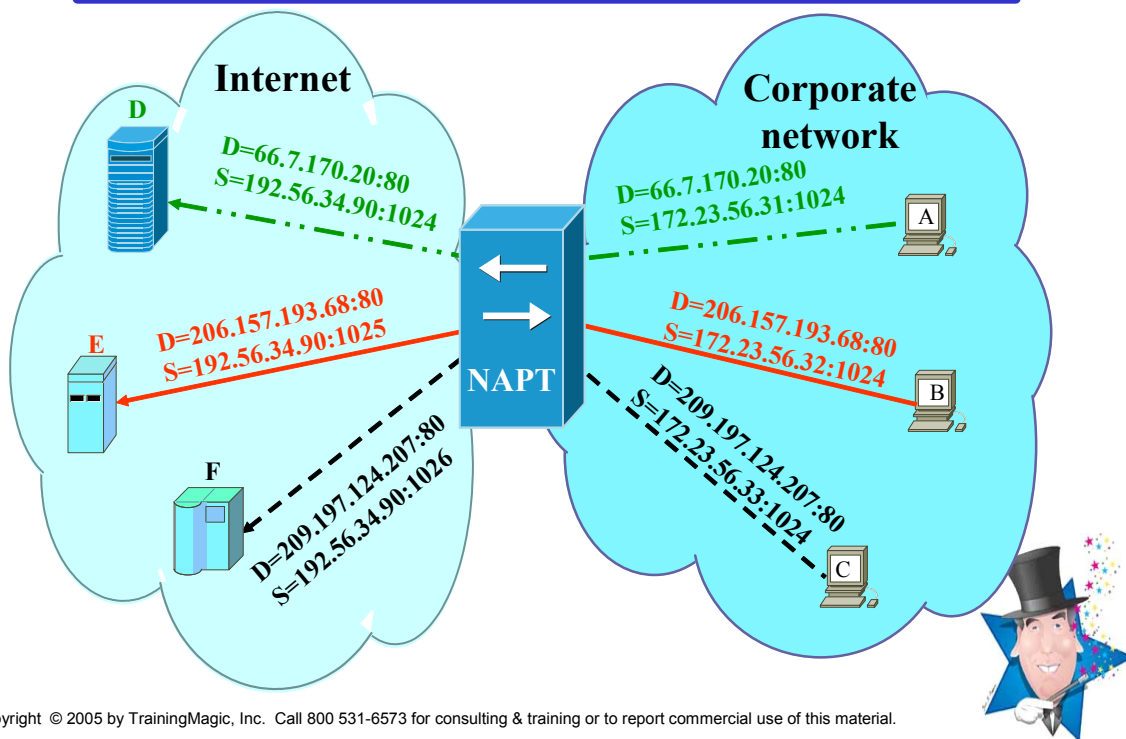 Internet
Corporate
network
D
D=66.7.170.20:80
S=192.56.34.90:1024
D=66.7.170.20:80
S=172.23.56.31:1024
A
E
D=206.157.193.68:80
S=192.56.34.90:1025
NAPT
D=206.157.193.68:80
S=172.23.56.32:1024
B
F
D=209.197.124.207:80
S=192.56.34.90:1026
D=209.197.124.207:80
S=172.23.56.33:1024
C
pyright © 2005 by TrainingMagic, Inc. Call 800 531-6573 for consulting & training or to report commercial use of this material.